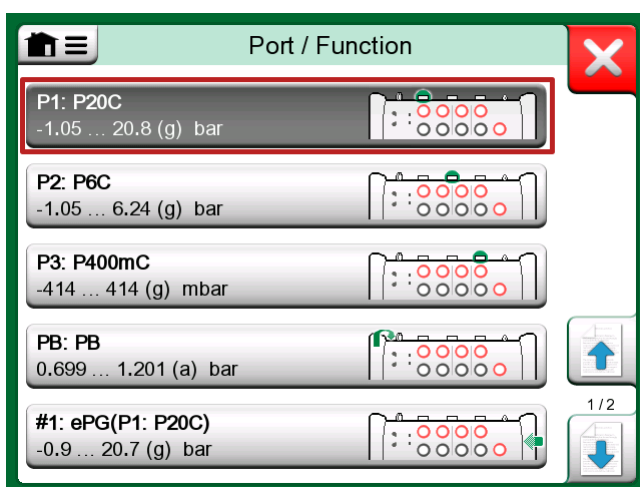 Port / Function
P1: P20C
-1.05 ... 20.8 (g) bar
P2: P6C
-1.05 ... 6.24 (g) bar
P3: P400mC
-414 ... 414 (g) mbar
PB: PB
0.699 ... 1.201 (a) bar
1 / 2
#1: ePG(P1: P20C)
-0.9 ... 20.7 (g) bar